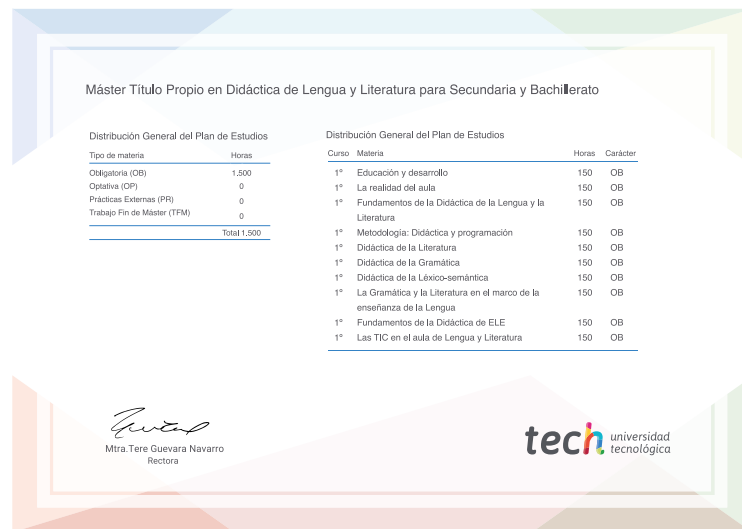 Máster Título Propio en Didáctica de Lengua y Literatura para Secundaria y Bachillerato
Distribución General del Plan de Estudios
Tipo de materia Horas
Obligatoria (OB) 1.500
Optativa (OP) 0
Prácticas Externas (PR) 0
Trabajo Fin de Máster (TFM) 0
Total 1.500
Distribución General del Plan de Estudios
Curso Materia Horas Carácter
1º Educación y desarrollo 150 OB
1º La realidad del aula 150 OB
1º Fundamentos de la Didáctica de la Lengua y la 150 OB
Literatura
1º Metodología: Didáctica y programación 150 OB
1º Didáctica de la Literatura 150 OB
1º Didáctica de la Gramática 150 OB
1º Didáctica de la Léxico-semántica 150 OB
1º La Gramática y la Literatura en el marco de la 150 OB
enseñanza de la Lengua
1º Fundamentos de la Didáctica de ELE 150 OB
1º Las TIC en el aula de Lengua y Literatura 150 OB
Mtra.Tere Guevara Navarro
Rectora
tech universidad
tecnológica